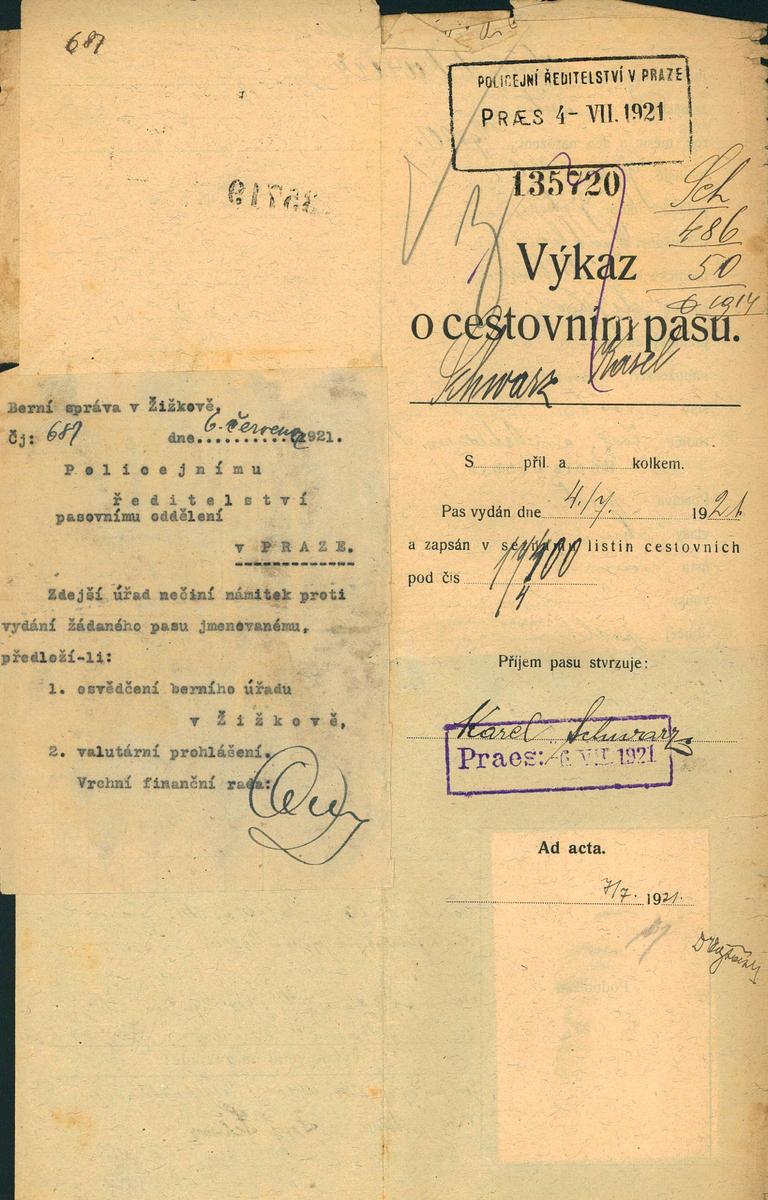 687
Berní správa v Žižkově,
Čj: 687 dne 6. července 1921.
Policejnímu
ředitelství
pasovnímu oddělení
v PRAZE.
Zdejší úřad nečiní námitek proti
vydání žádaného pasu jmenovanému,
předloží-li:
1. osvědčení berního úřadu
v Žižkově,
2. valutární prohlášení.
Vrchní finanční rada:
POLICEJNÍ ŘEDITELSTVÍ V PRAZE
PRÆS 4- VII. 1921
135720
Sch
486
50
6 1914
Výkaz
o cestovním pasu.
Schwarz Karel
S příl. a kolkem.
Pas vydán dne 4./7. 1921
a zapsán v seznamu listin cestovních
pod čís
Příjem pasu stvrzuje:
Karel Schwarz
Praes: 6 VII. 1921
Ad acta.
7/7. 1921.